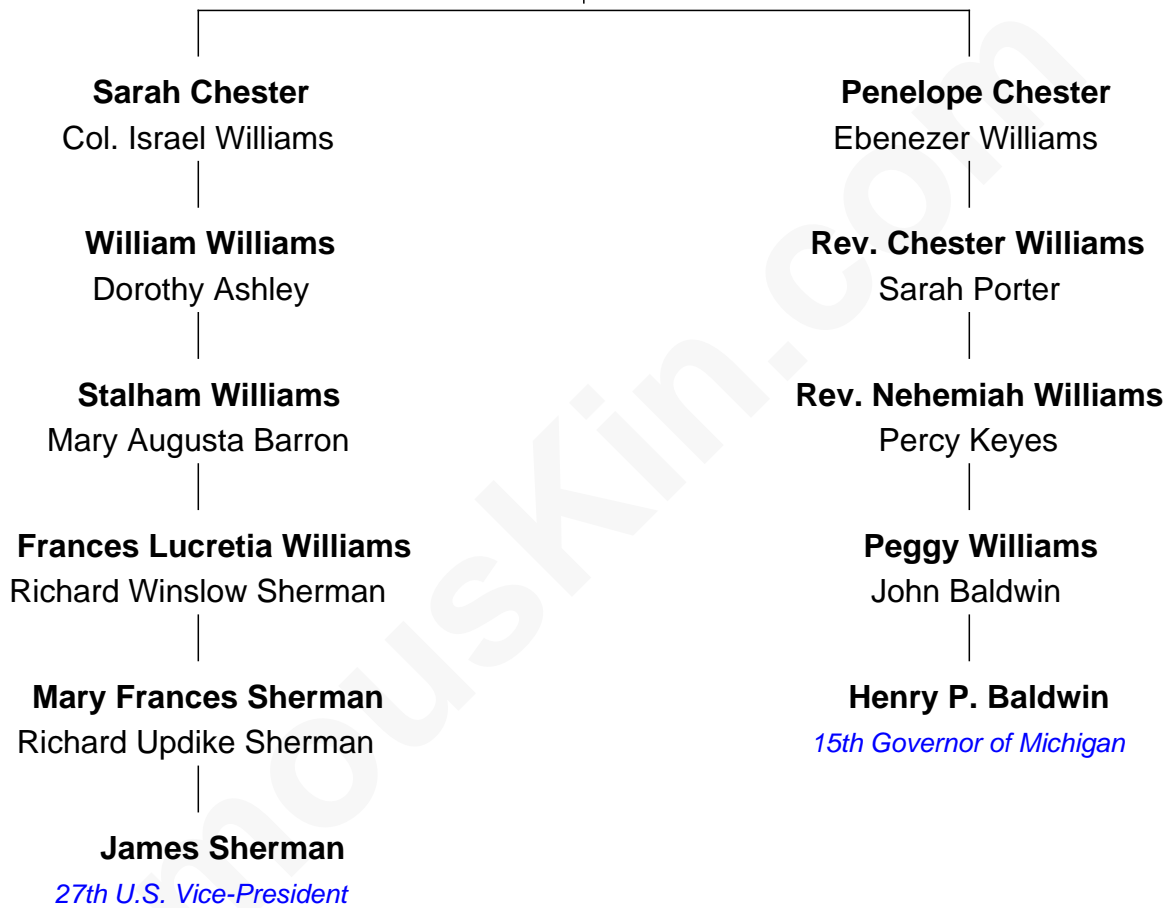 Sarah Chester
Col. Israel Williams
Penelope Chester
Ebenezer Williams
William Williams
Dorothy Ashley
Rev. Chester Williams
Sarah Porter
Stalham Williams
Mary Augusta Barron
Rev. Nehemiah Williams
Percy Keyes
Frances Lucretia Williams
Richard Winslow Sherman
Peggy Williams
John Baldwin
Mary Frances Sherman
Richard Updike Sherman
Henry P. Baldwin
15th Governor of Michigan
James Sherman
27th U.S. Vice-President
mouskin.com